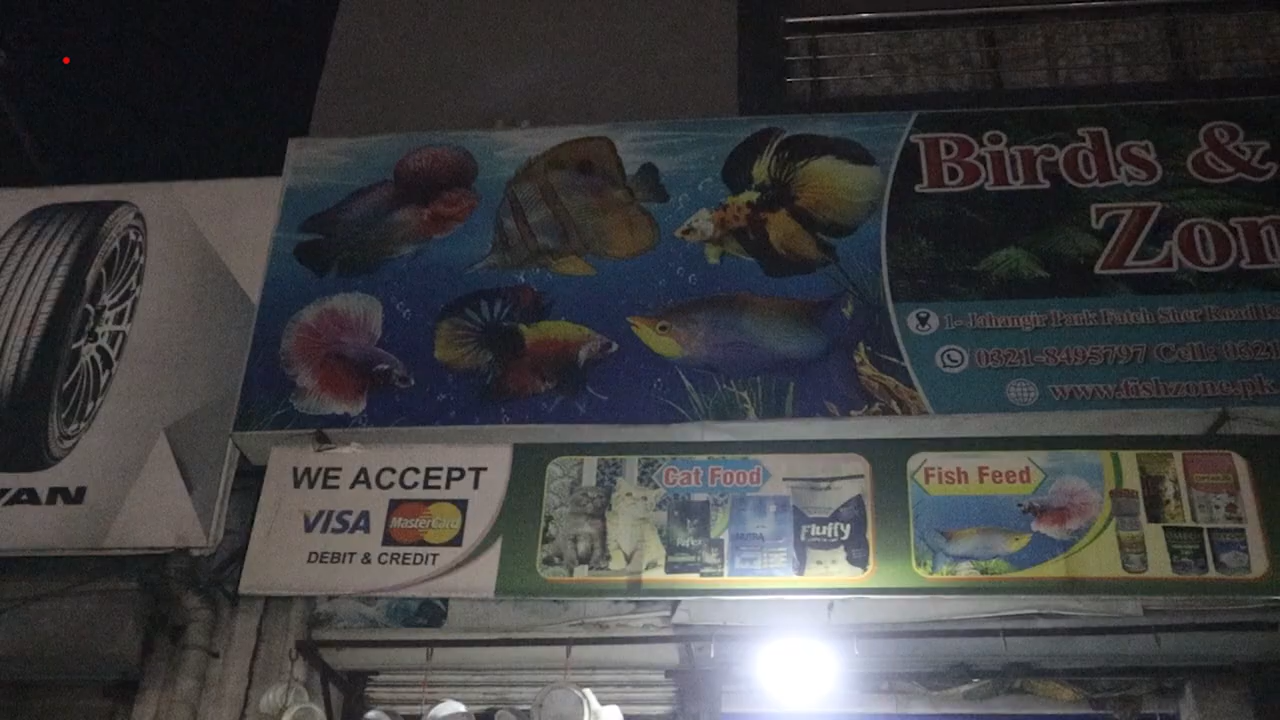 Birds &
Zon
1- Jahangir Park Fateh Sher Road
0321-8495797 Cell: 0321
www.fishzone.pk
VAN
WE ACCEPT
VISA
MasterCard
DEBIT & CREDIT
Cat Food
Fluffy
Fish Feed